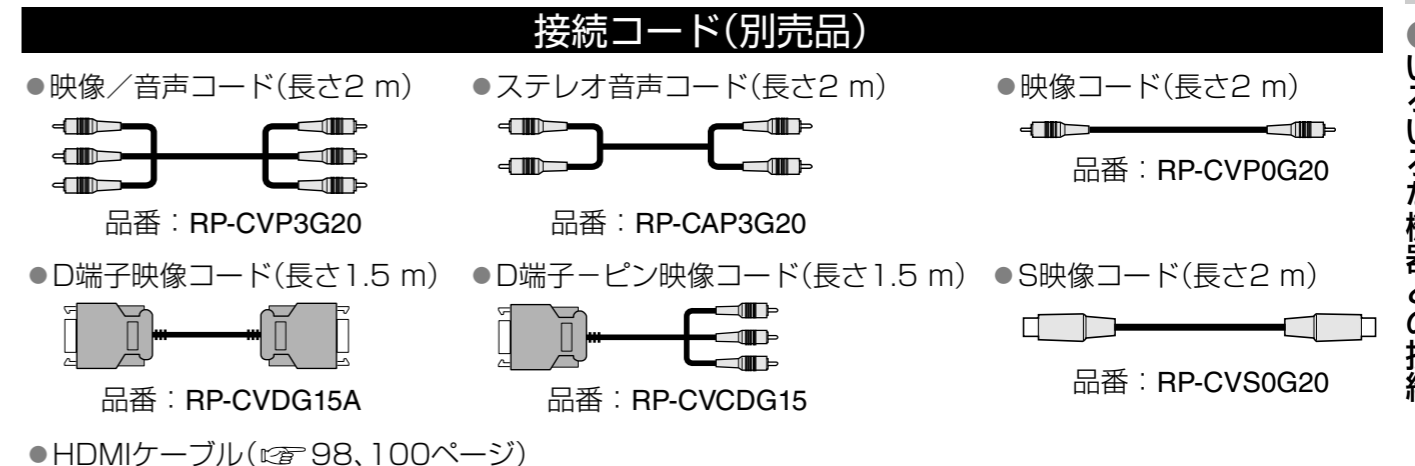 接続コード(別売品)
●映像／音声コード(長さ2 m)
品番：RP-CVP3G20
●ステレオ音声コード(長さ2 m)
品番：RP-CAP3G20
●映像コード(長さ2 m)
品番：RP-CVP0G20
●D端子映像コード(長さ1.5 m)
品番：RP-CVDG15A
●D端子－ピン映像コード(長さ1.5 m)
品番：RP-CVCDG15
●S映像コード(長さ2 m)
品番：RP-CVS0G20
●HDMIケーブル(☞98、100ページ)